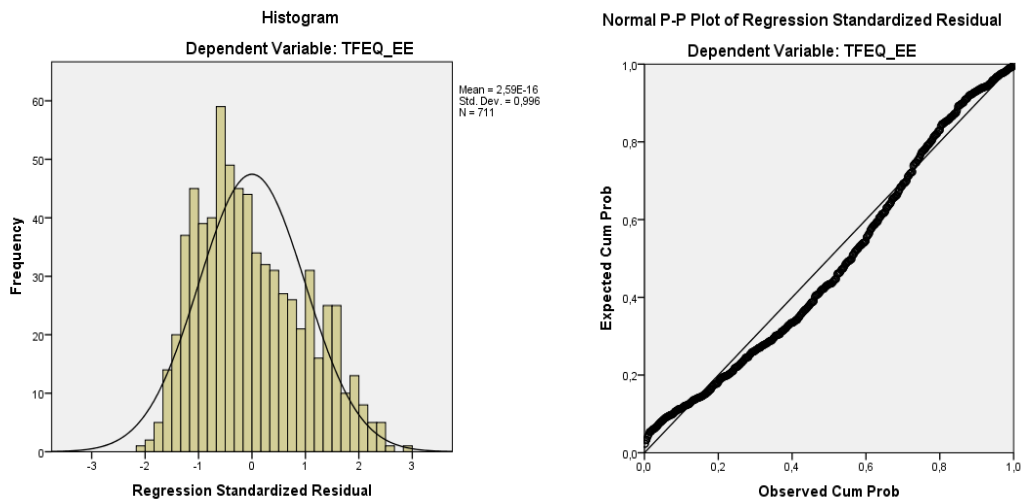 Histogram
Dependent Variable: TFEQ_EE
Mean = 2,59E-16
Std. Dev. = 0,996
N = 711
Frequency
60
50
40
30
20
10
0
-3 -2 -1 0 1 2 3
Regression Standardized Residual
Normal P-P Plot of Regression Standardized Residual
Dependent Variable: TFEQ_EE
Expected Cum Prob
1,0
0,8
0,6
0,4
0,2
0,0
0,0 0,2 0,4 0,6 0,8 1,0
Observed Cum Prob